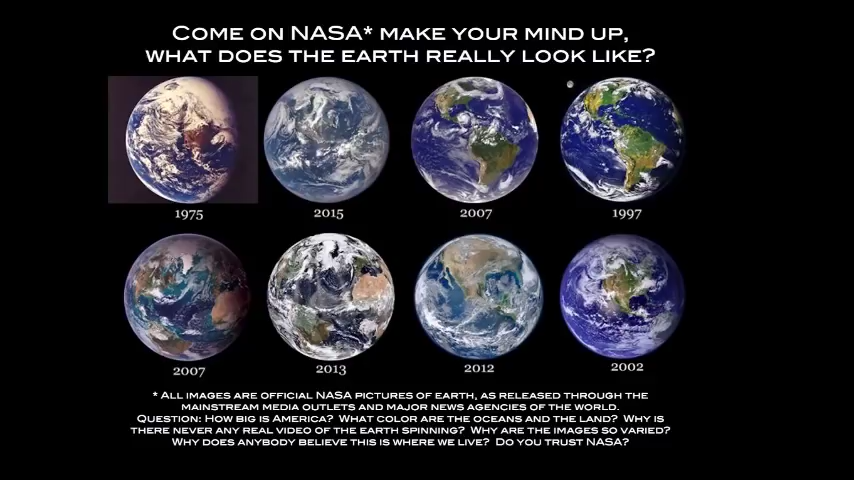 COME ON NASA* MAKE YOUR MIND UP,
WHAT DOES THE EARTH REALLY LOOK LIKE?
1975 2015 2007 1997
2007 2013 2012 2002
* ALL IMAGES ARE OFFICIAL NASA PICTURES OF EARTH, AS RELEASED THROUGH THE
MAINSTREAM MEDIA OUTLETS AND MAJOR NEWS AGENCIES OF THE WORLD.
QUESTION: HOW BIG IS AMERICA? WHAT COLOR ARE THE OCEANS AND THE LAND? WHY IS
THERE NEVER ANY REAL VIDEO OF THE EARTH SPINNING? WHY ARE THE IMAGES SO VARIED?
WHY DOES ANYBODY BELIEVE THIS IS WHERE WE LIVE? DO YOU TRUST NASA?